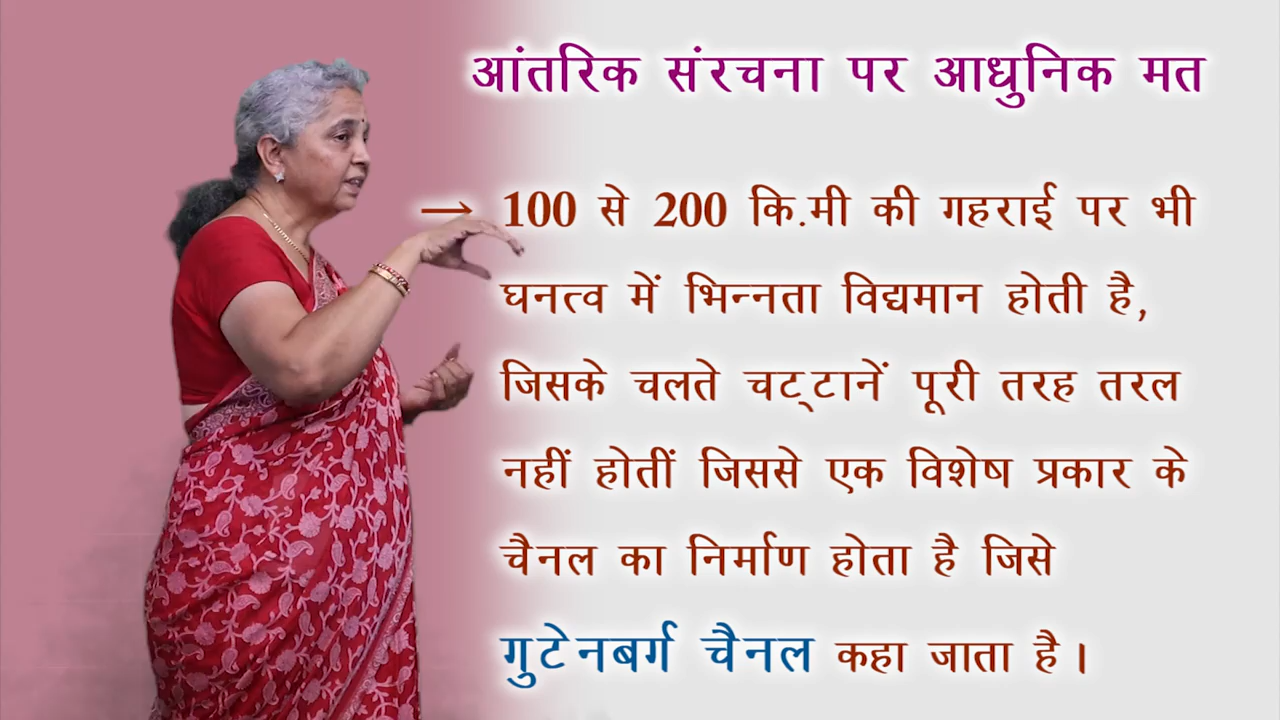 आंतरिक संरचना पर आधुनिक मत
→ 100 से 200 कि.मी की गहराई पर भी
घनत्व में भिन्नता विद्यमान होती है,
जिसके चलते चट्‌टानें पूरी तरह तरल
नहीं होतीं जिससे एक विशेष प्रकार के
चैनल का निर्माण होता है जिसे
गुटेनबर्ग चैनल कहा जाता है।